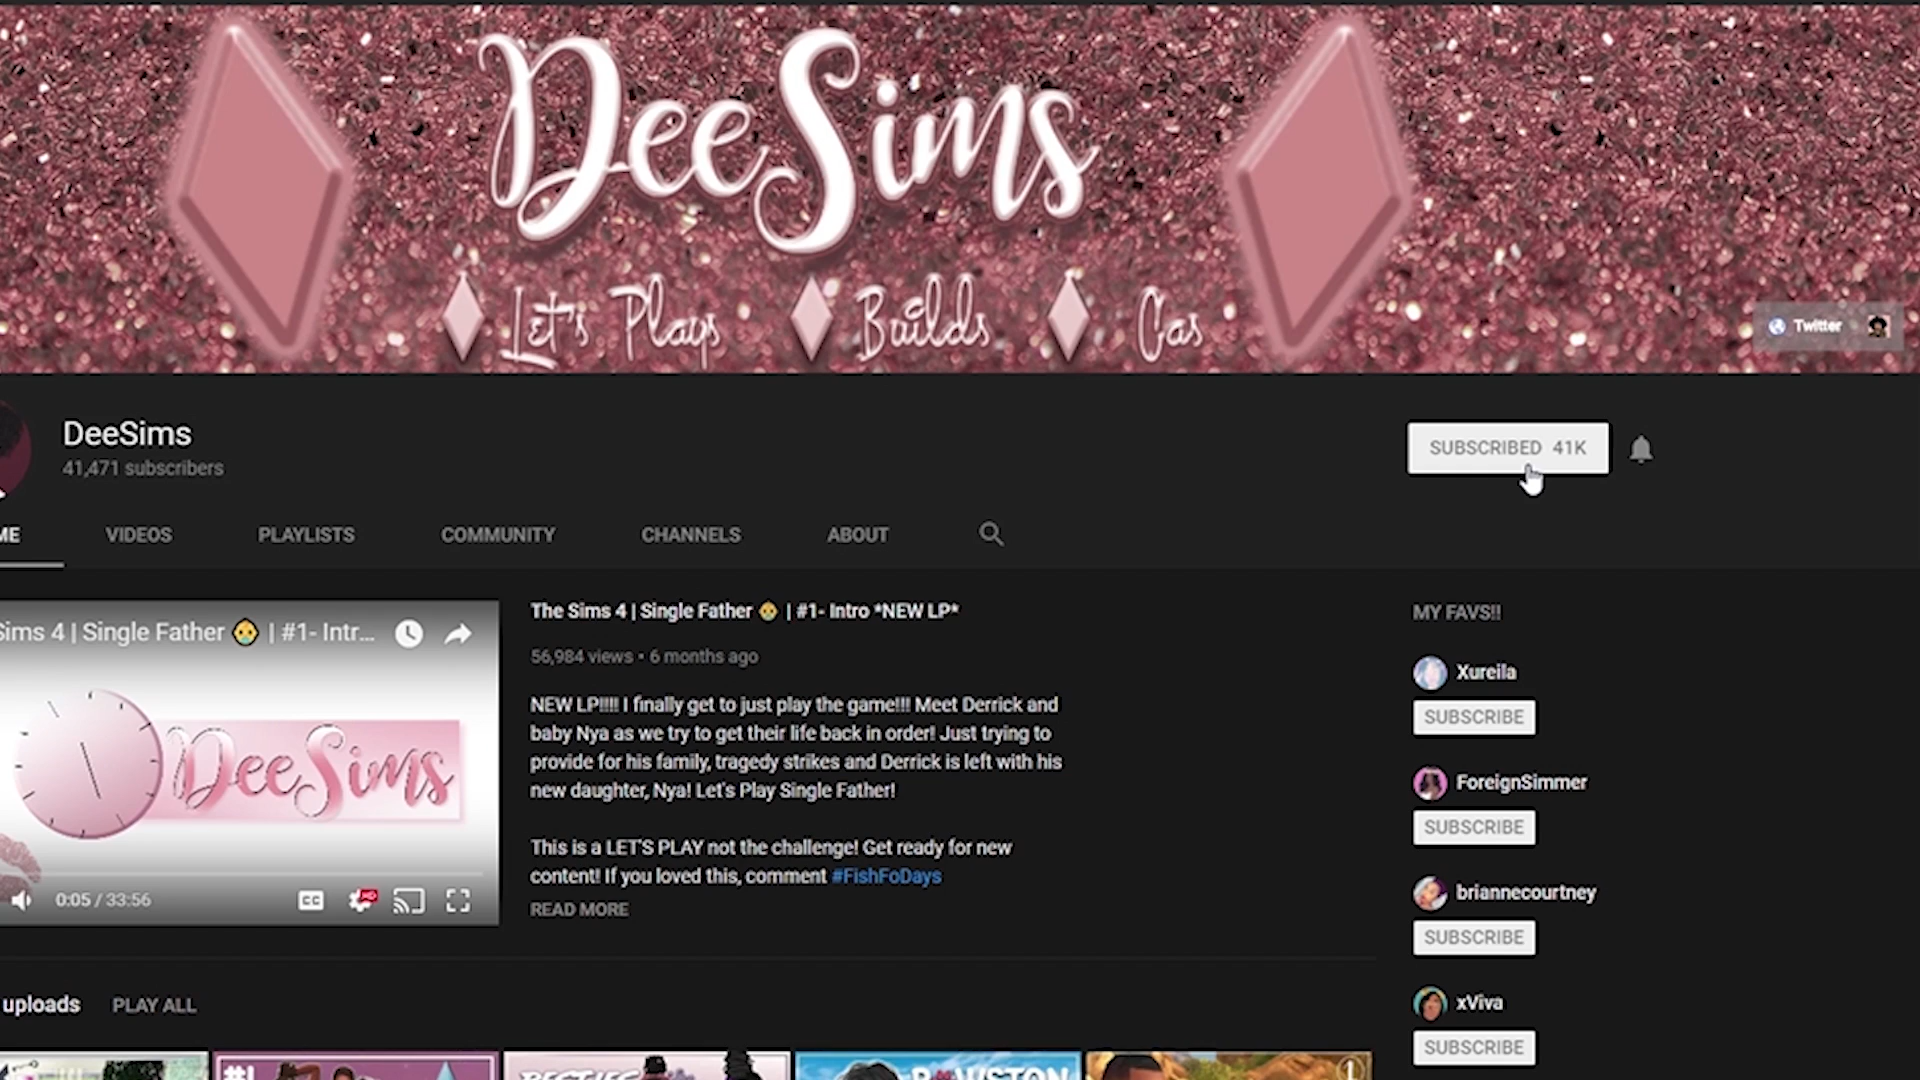 DeeSims
Let's Plays Builds Cas
Twitter
DeeSims
41,471 subscribers
SUBSCRIBED 41K
ME VIDEOS PLAYLISTS COMMUNITY CHANNELS ABOUT
Sims 4 | Single Father 👶 | #1- Intr...
DeeSims
0:05 / 33:56
CC
HD
The Sims 4 | Single Father 👶 | #1- Intro *NEW LP*
56,984 views • 6 months ago
NEW LP!!!! I finally get to just play the game!!! Meet Derrick and
baby Nya as we try to get their life back in order! Just trying to
provide for his family, tragedy strikes and Derrick is left with his
new daughter, Nya! Let's Play Single Father!
This is a LET'S PLAY not the challenge! Get ready for new
content! If you loved this, comment #FishFoDays
READ MORE
MY FAVS!!
Xureila
SUBSCRIBE
ForeignSimmer
SUBSCRIBE
briannecourtney
SUBSCRIBE
xViva
SUBSCRIBE
uploads PLAY ALL
#1
BESTIES